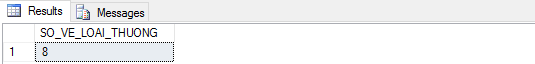 Results Messages
SO_VE_LOAI_THUONG
1 8